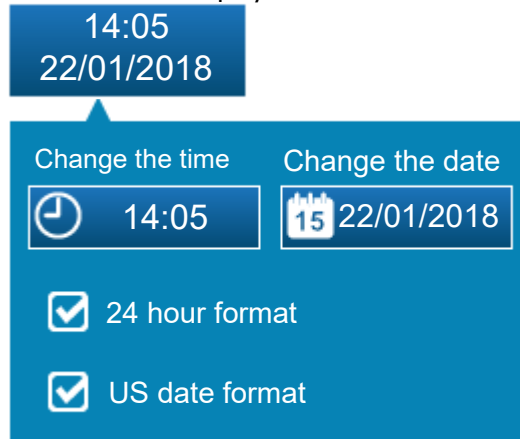 14:05
22/01/2018
Change the time
Change the date
14:05
15
22/01/2018
24 hour format
US date format